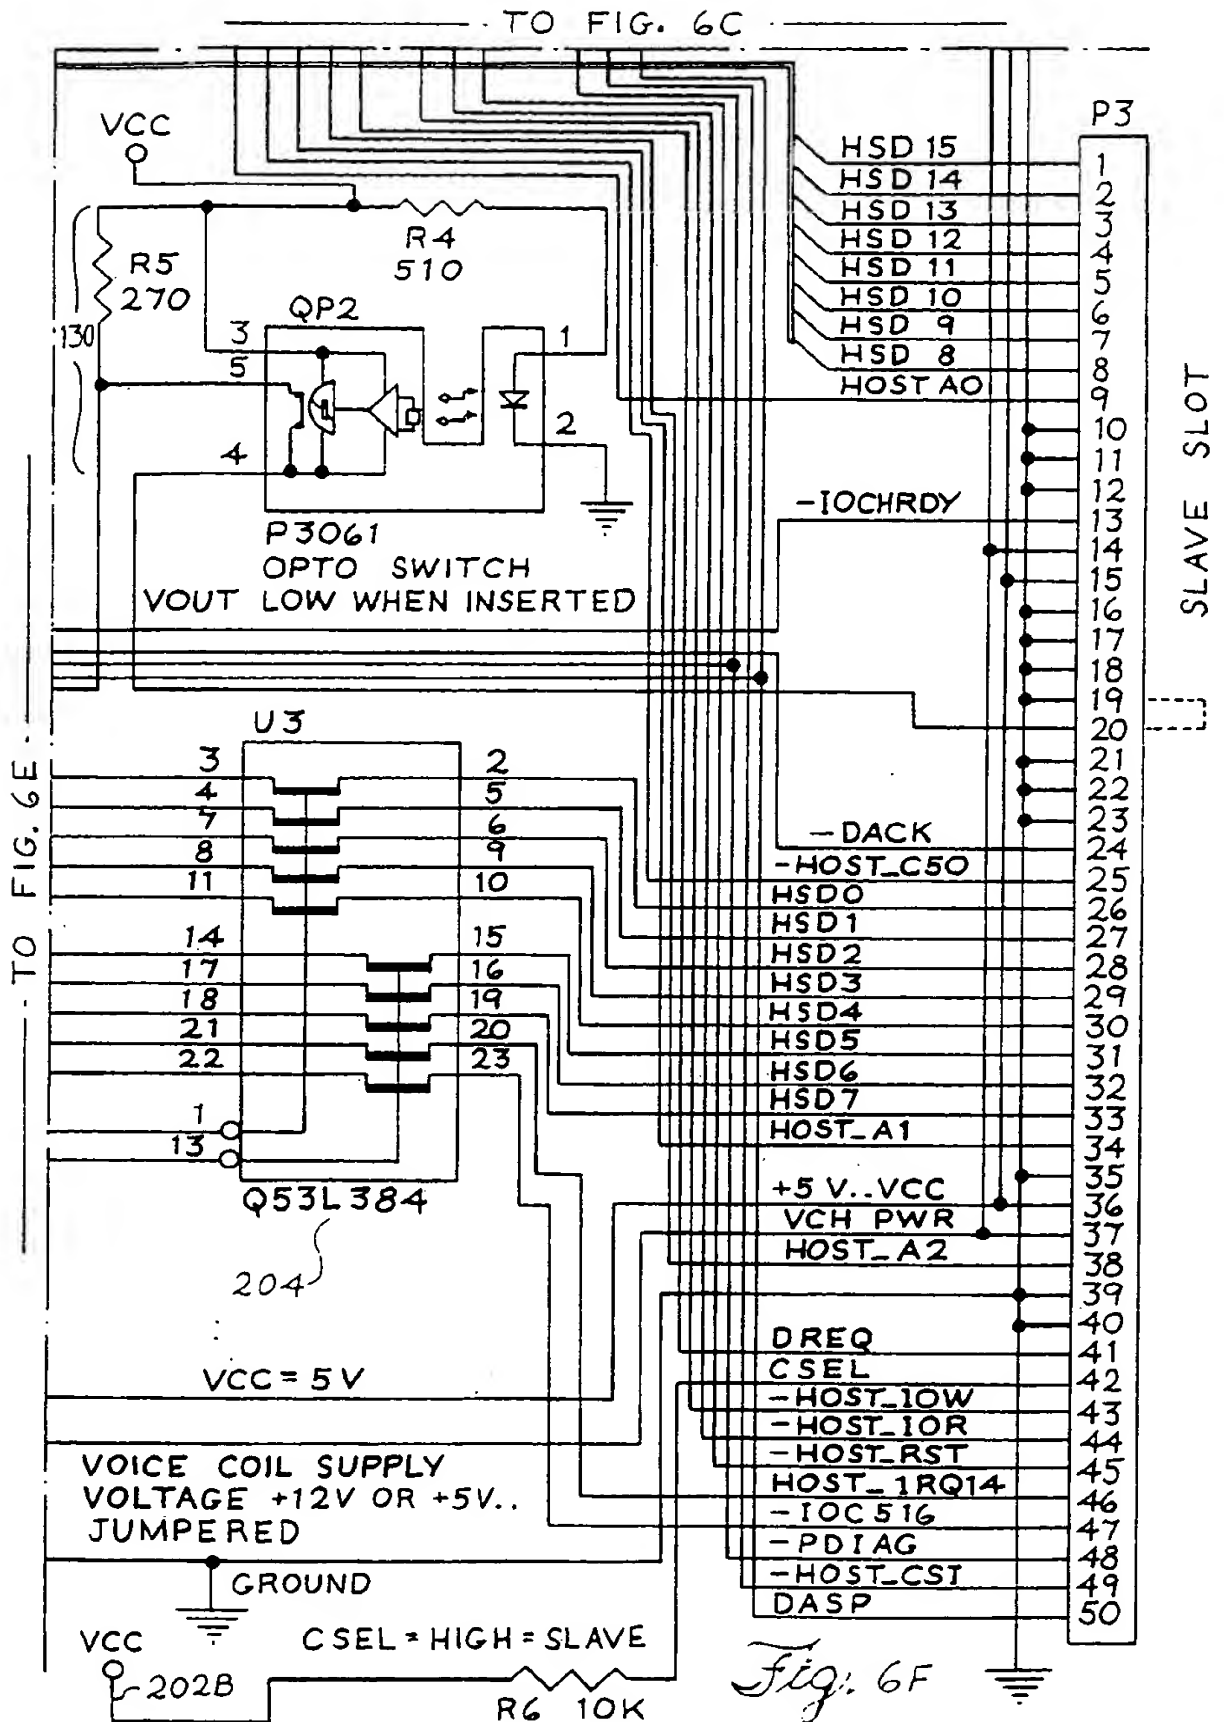 TO FIG. 6C
P3
VCC
HSD 15
1
HSD 14
2
HSD 13
3
HSD 12
4
HSD 11
5
HSD 10
6
HSD 9
7
HSD 8
8
HOST A0
9
R4
510
R5
270
130
QP2
3
5
4
1
2
P3061
OPTO SWITCH
VOUT LOW WHEN INSERTED
10
11
12
-IOCHRDY
13
14
15
16
17
18
19
20
21
22
23
SLAVE SLOT
TO FIG. 6E
U3
3 2
4 5
7 6
8 9
11 10
14 15
17 16
18 19
21 20
22 23
1
13
Q53L384
204
-DACK
24
-HOST_C50
25
HSD0
26
HSD1
27
HSD2
28
HSD3
29
HSD4
30
HSD5
31
HSD6
32
HSD7
33
HOST_A1
34
35
+5 V..VCC
36
VCH PWR
37
HOST_A2
38
39
40
DREQ
41
CSEL
42
-HOST_IOW
43
-HOST_IOR
44
-HOST_RST
45
HOST_1RQ14
46
-IOC516
47
-PDIAG
48
-HOST_CSI
49
DASP
50
VCC = 5 V
VOICE COIL SUPPLY
VOLTAGE +12V OR +5V..
JUMPERED
GROUND
VCC
202B
CSEL = HIGH = SLAVE
R6 10K
Fig: 6F